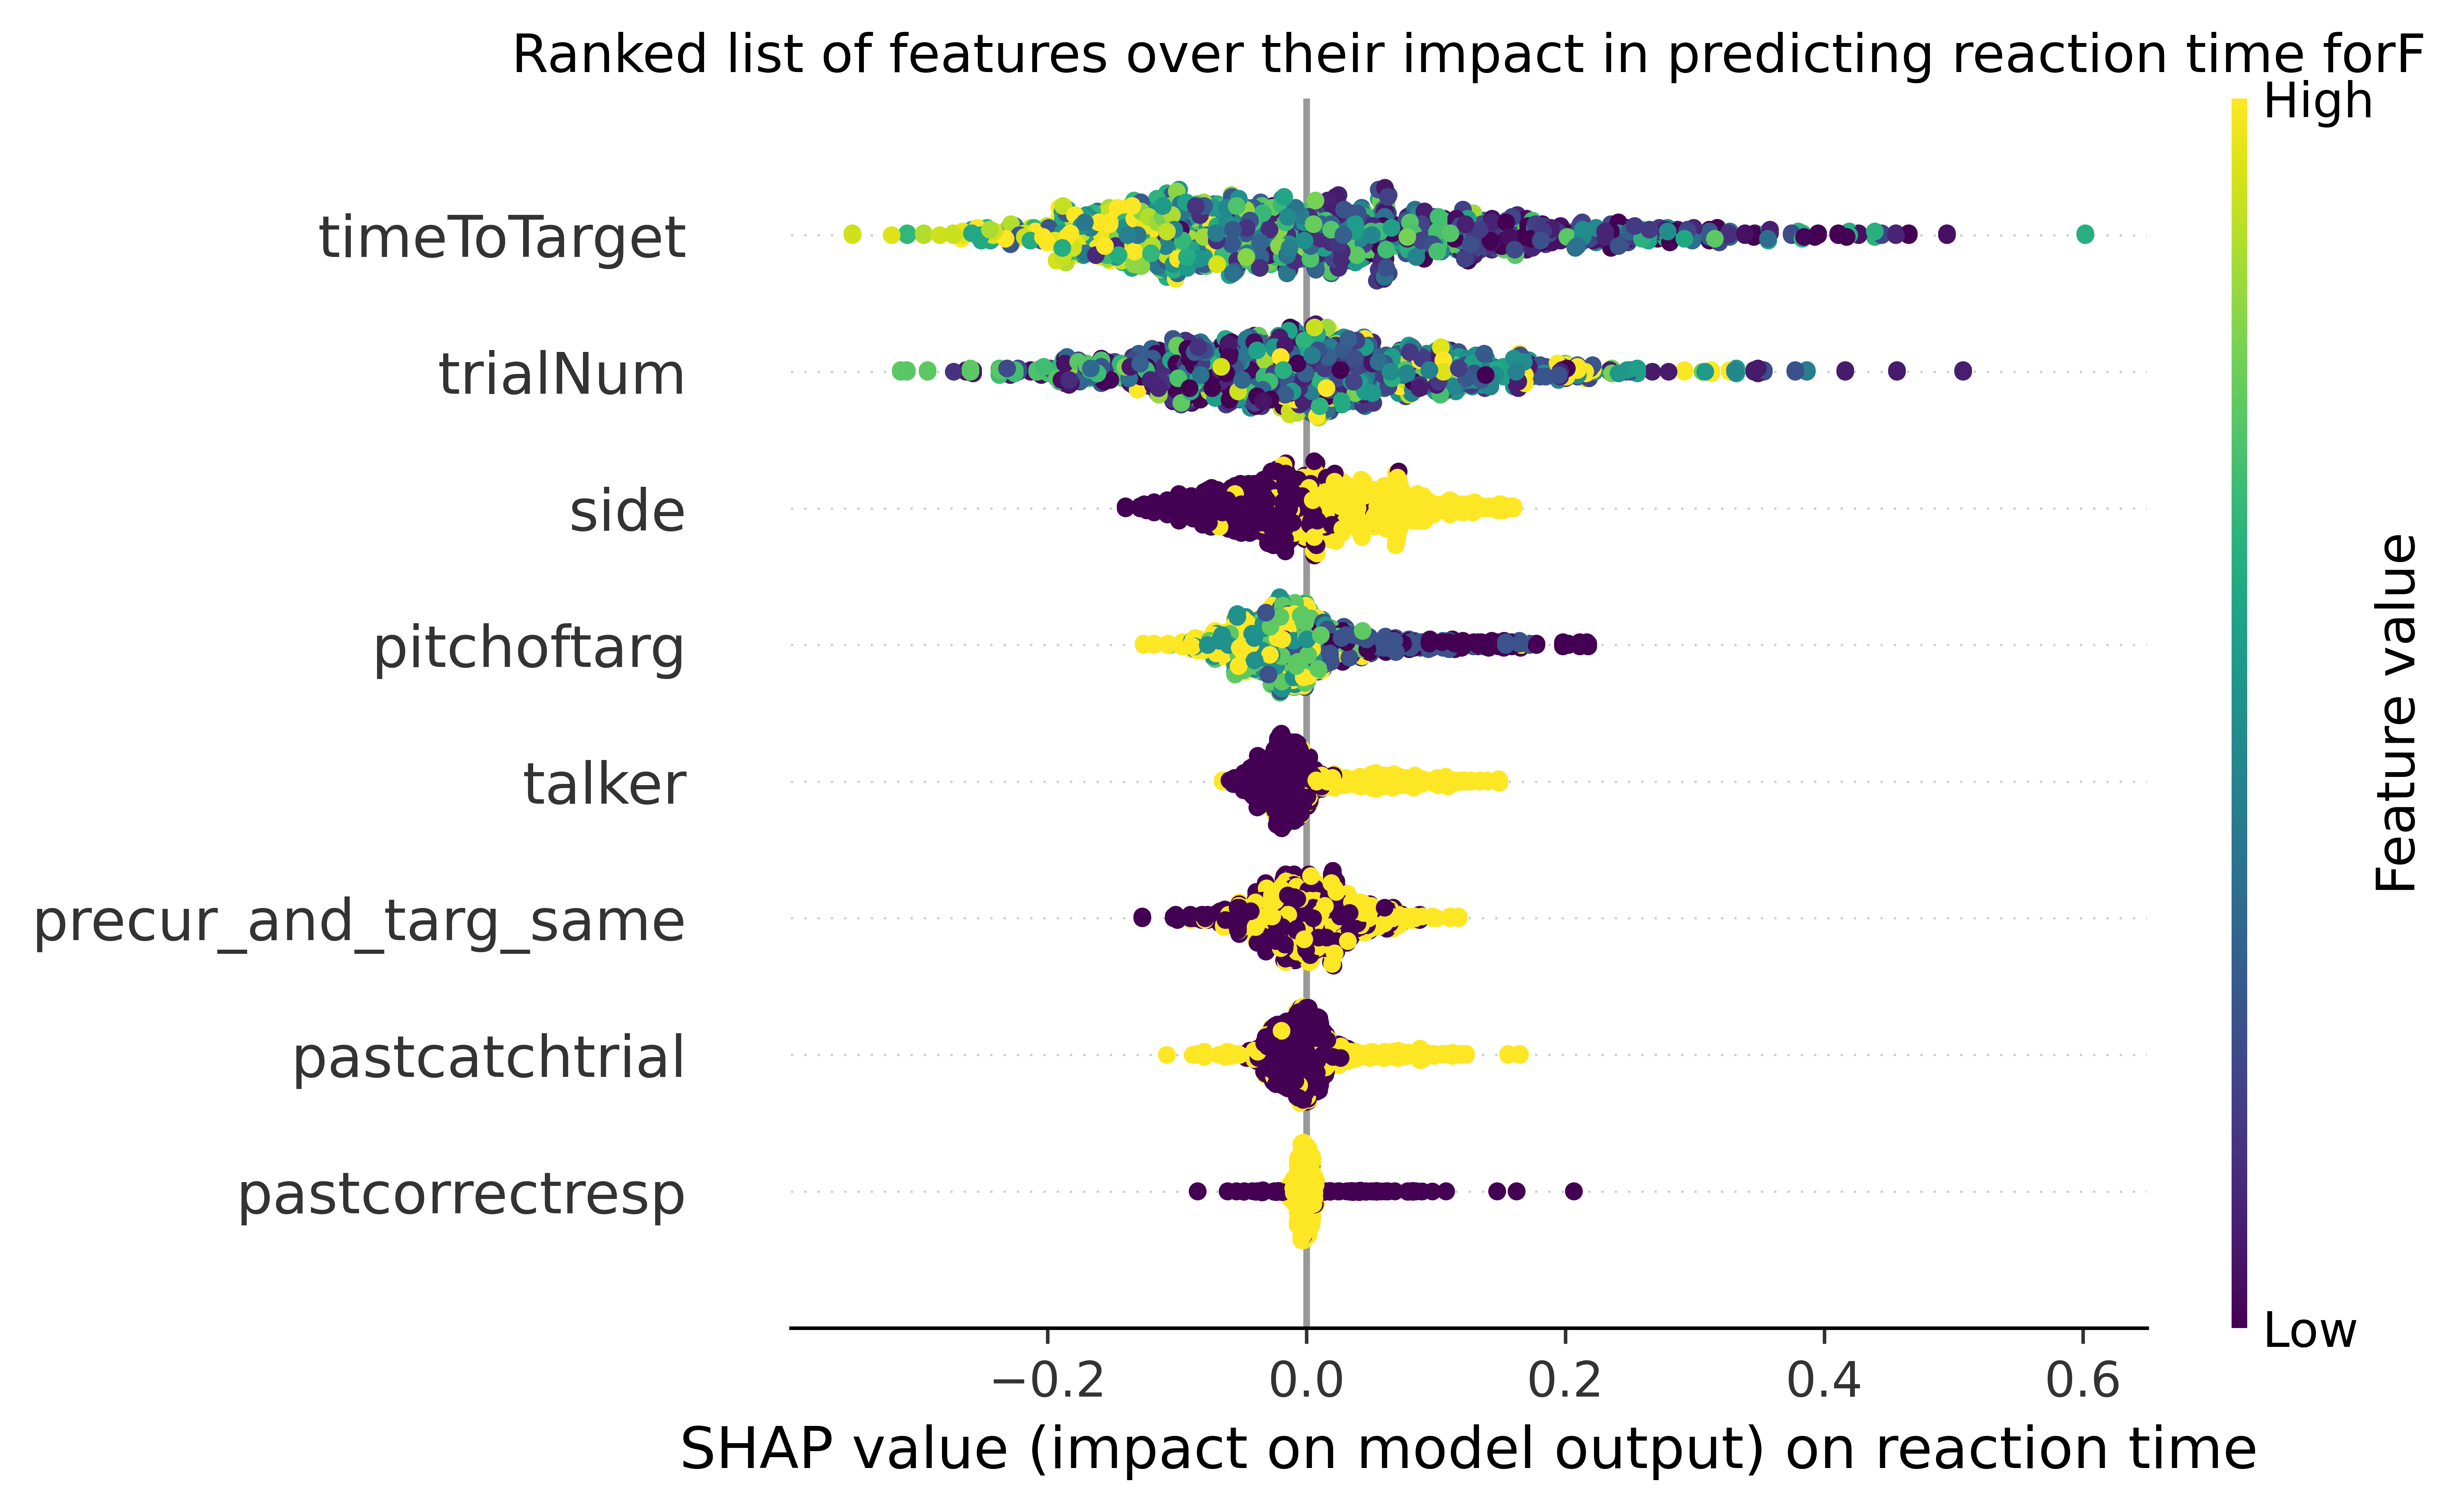 Ranked list of features over their impact in predicting reaction time forF
High
timeToTarget
trialNum
side
pitchoftarg
talker
precur_and_targ_same
pastcatchtrial
pastcorrectresp
Feature value
Low
−0.2 0.0 0.2 0.4 0.6
SHAP value (impact on model output) on reaction time